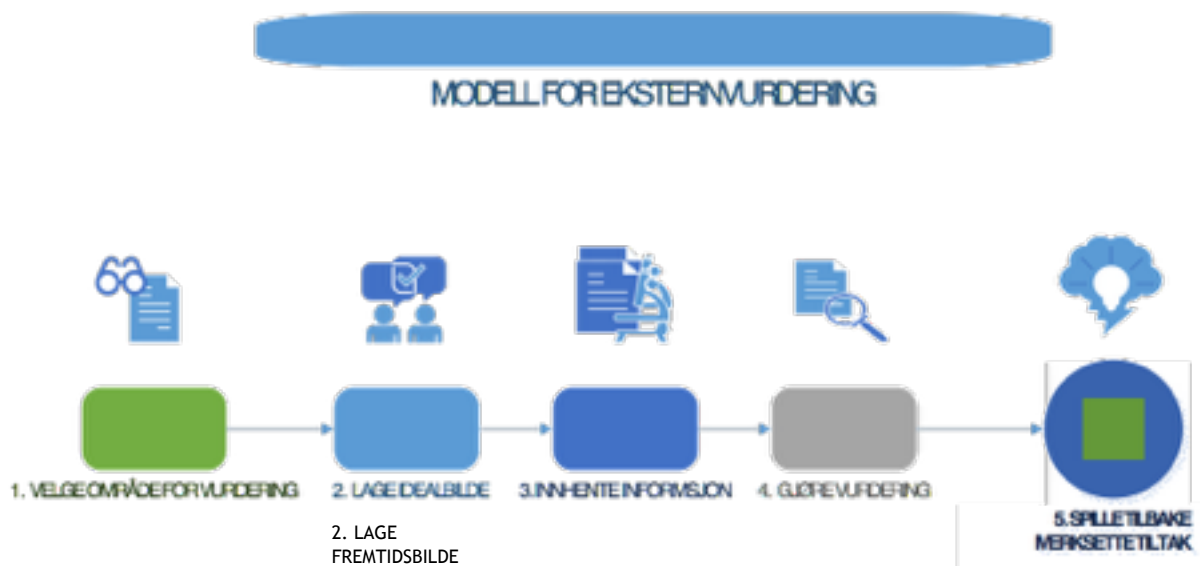 MODELL FOR EKSTERNVURDERING
1. VELGE OMRÅDE FOR VURDERING
2. LAGE IDEALBILDE
3. INNHENTE INFORMSJON
4. GJØRE VURDERING
2. LAGE
FREMTIDSBILDE
5. SPILLE TILBAKE
MERKSETTE TILTAK